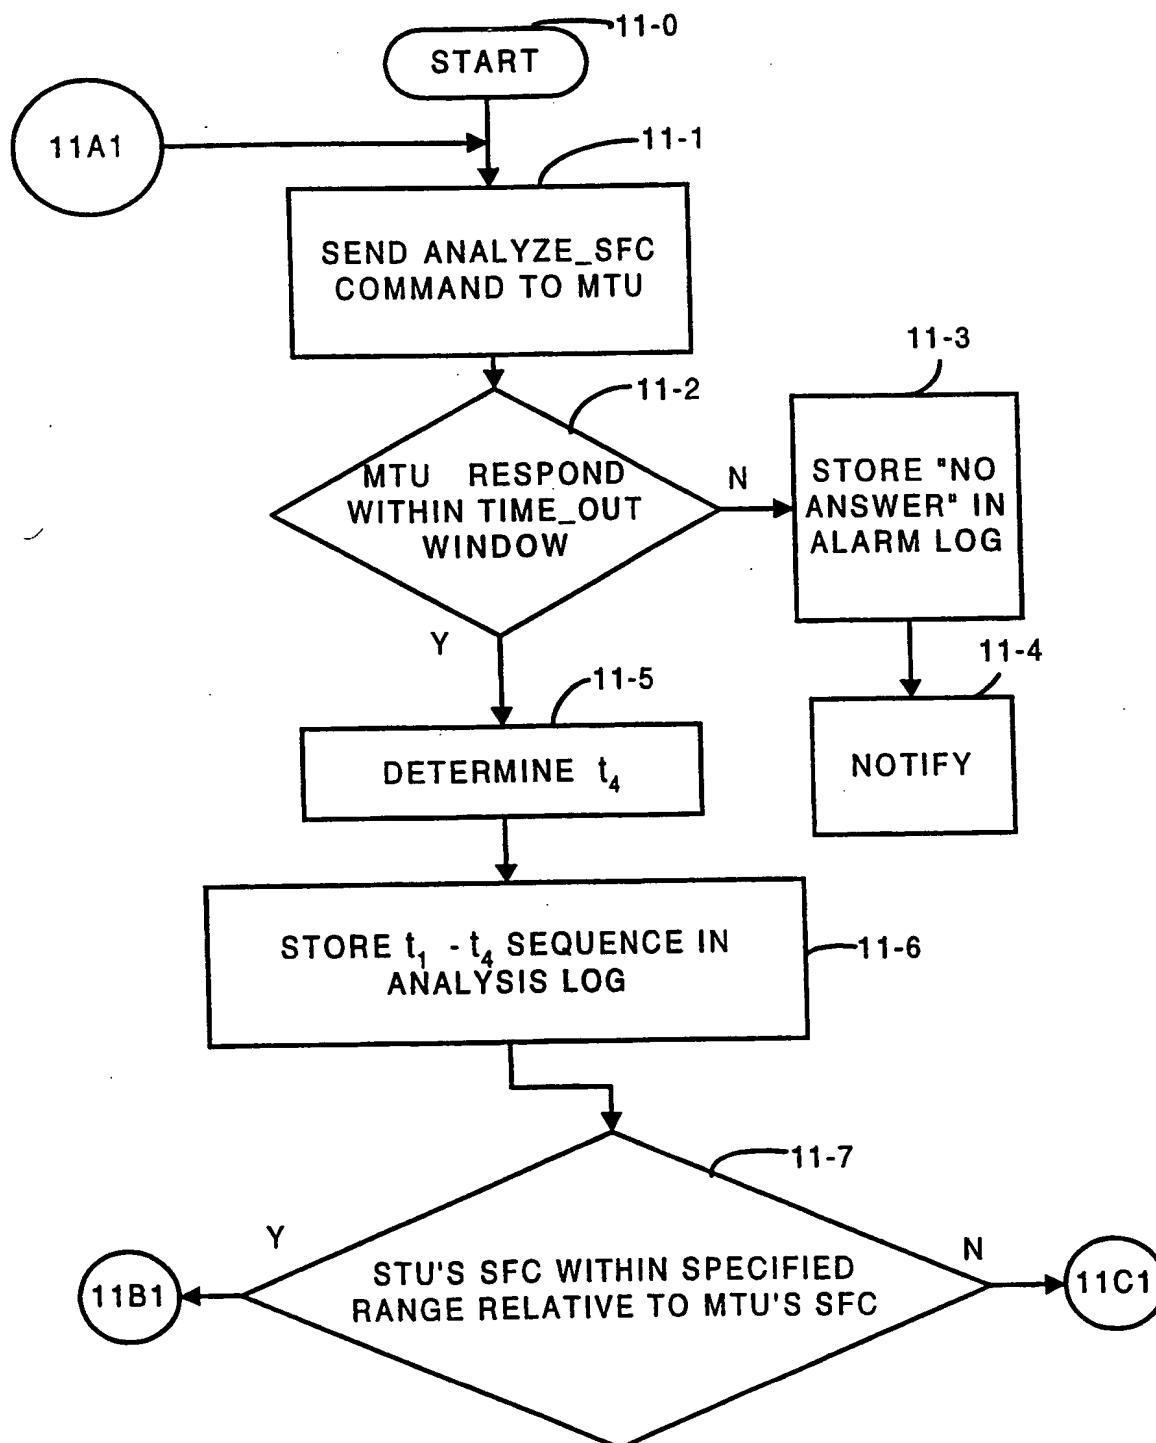 11-0
START
11A1
11-1
SEND ANALYZE_SFC
COMMAND TO MTU
11-2
11-3
MTU RESPOND
WITHIN TIME_OUT
WINDOW
N
STORE "NO
ANSWER" IN
ALARM LOG
Y
11-4
11-5
NOTIFY
DETERMINE t₄
STORE t₁ - t₄ SEQUENCE IN
ANALYSIS LOG
11-6
11-7
Y
N
STU'S SFC WITHIN SPECIFIED
RANGE RELATIVE TO MTU'S SFC
11B1
11C1